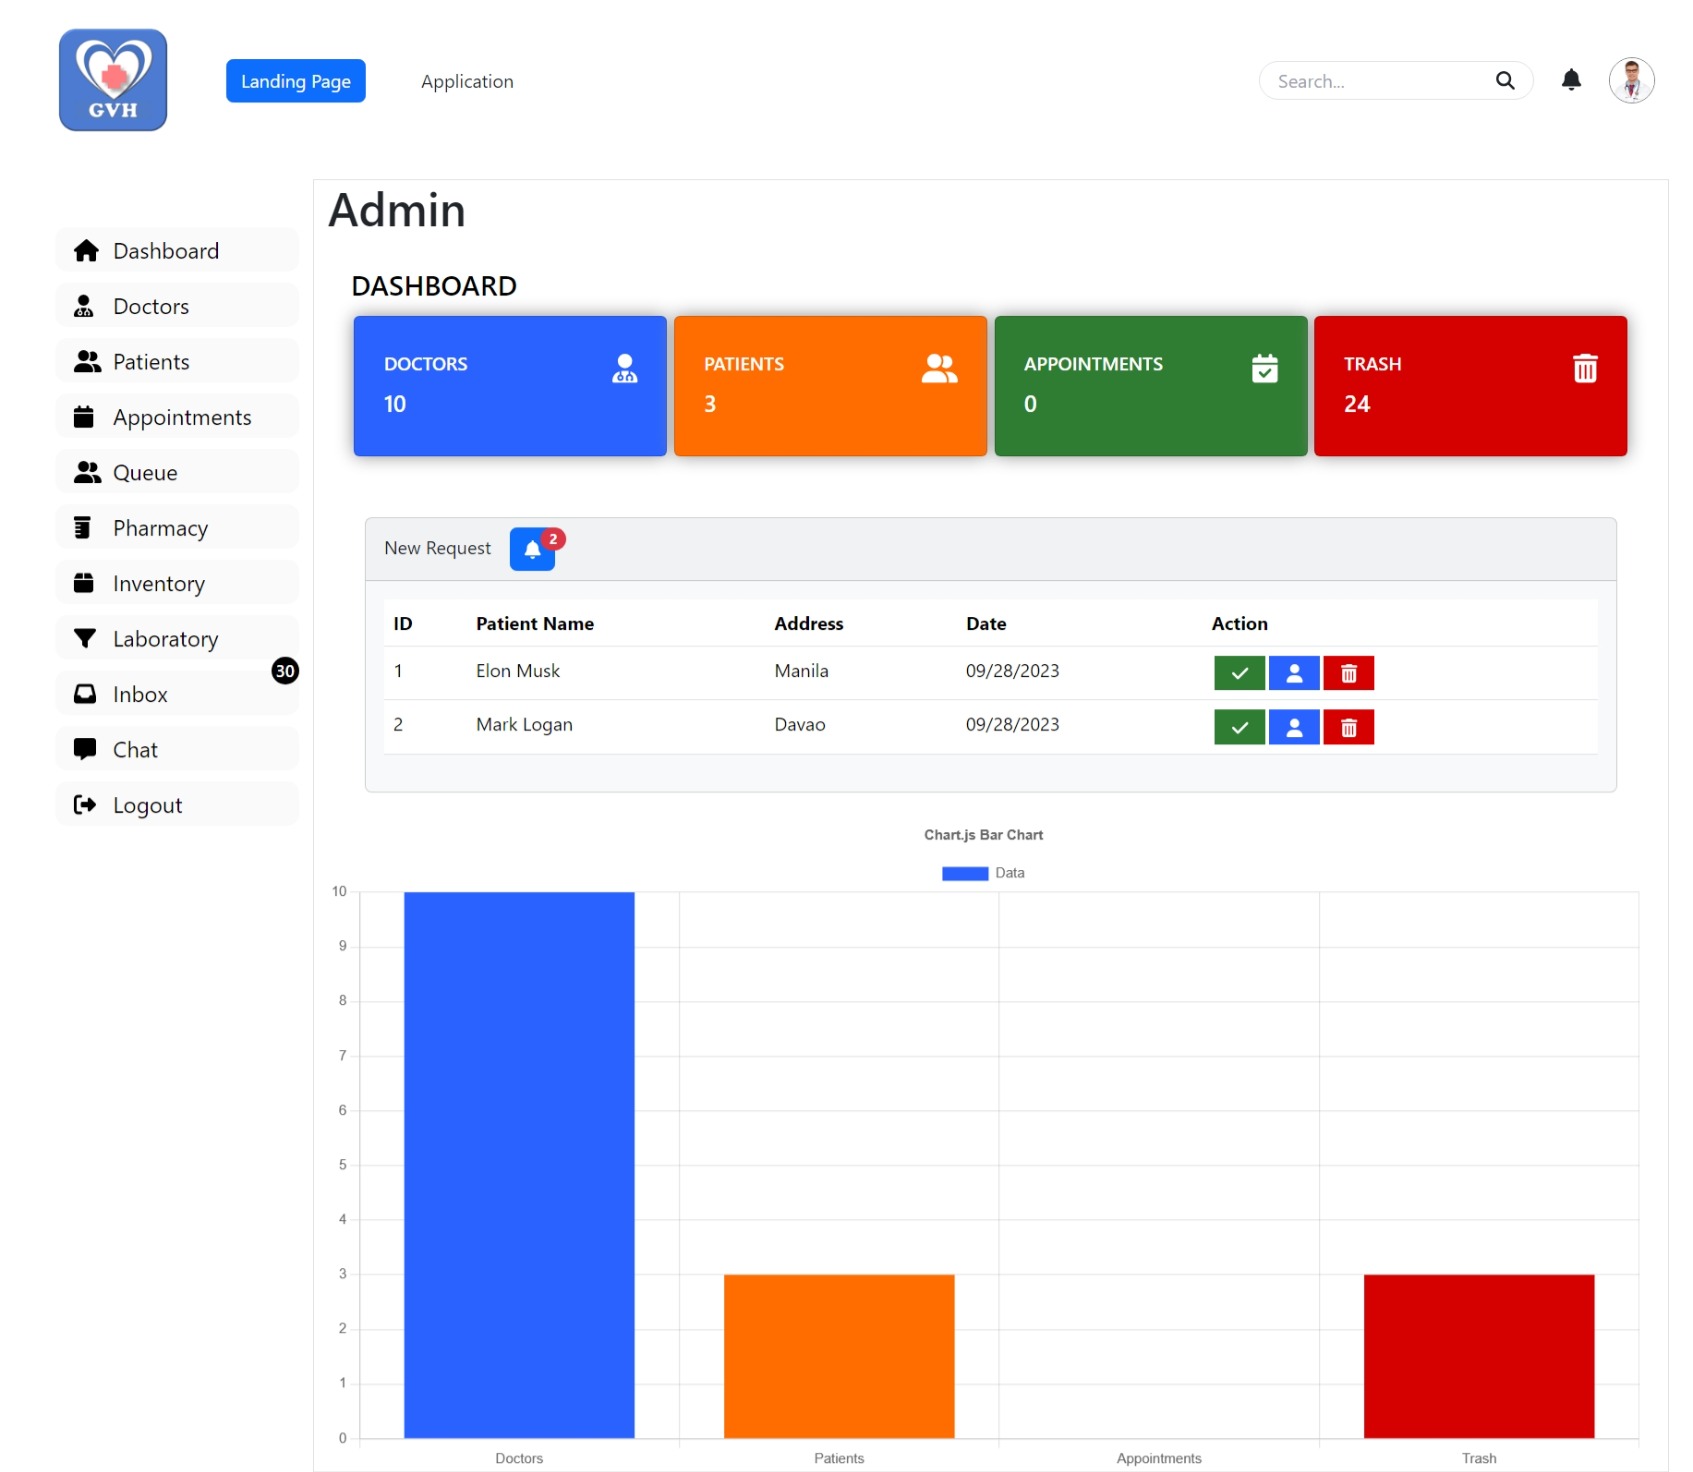 GVH
Landing Page
Application
Search...
Admin
Dashboard
Doctors
Patients
Appointments
Queue
Pharmacy
Inventory
Laboratory
30
Inbox
Chat
Logout
DASHBOARD
DOCTORS
10
PATIENTS
3
APPOINTMENTS
0
TRASH
24
New Request 2
ID Patient Name Address Date Action
1 Elon Musk Manila 09/28/2023
2 Mark Logan Davao 09/28/2023
Chart.js Bar Chart
Data
10
9
8
7
6
5
4
3
2
1
0
Doctors Patients Appointments Trash